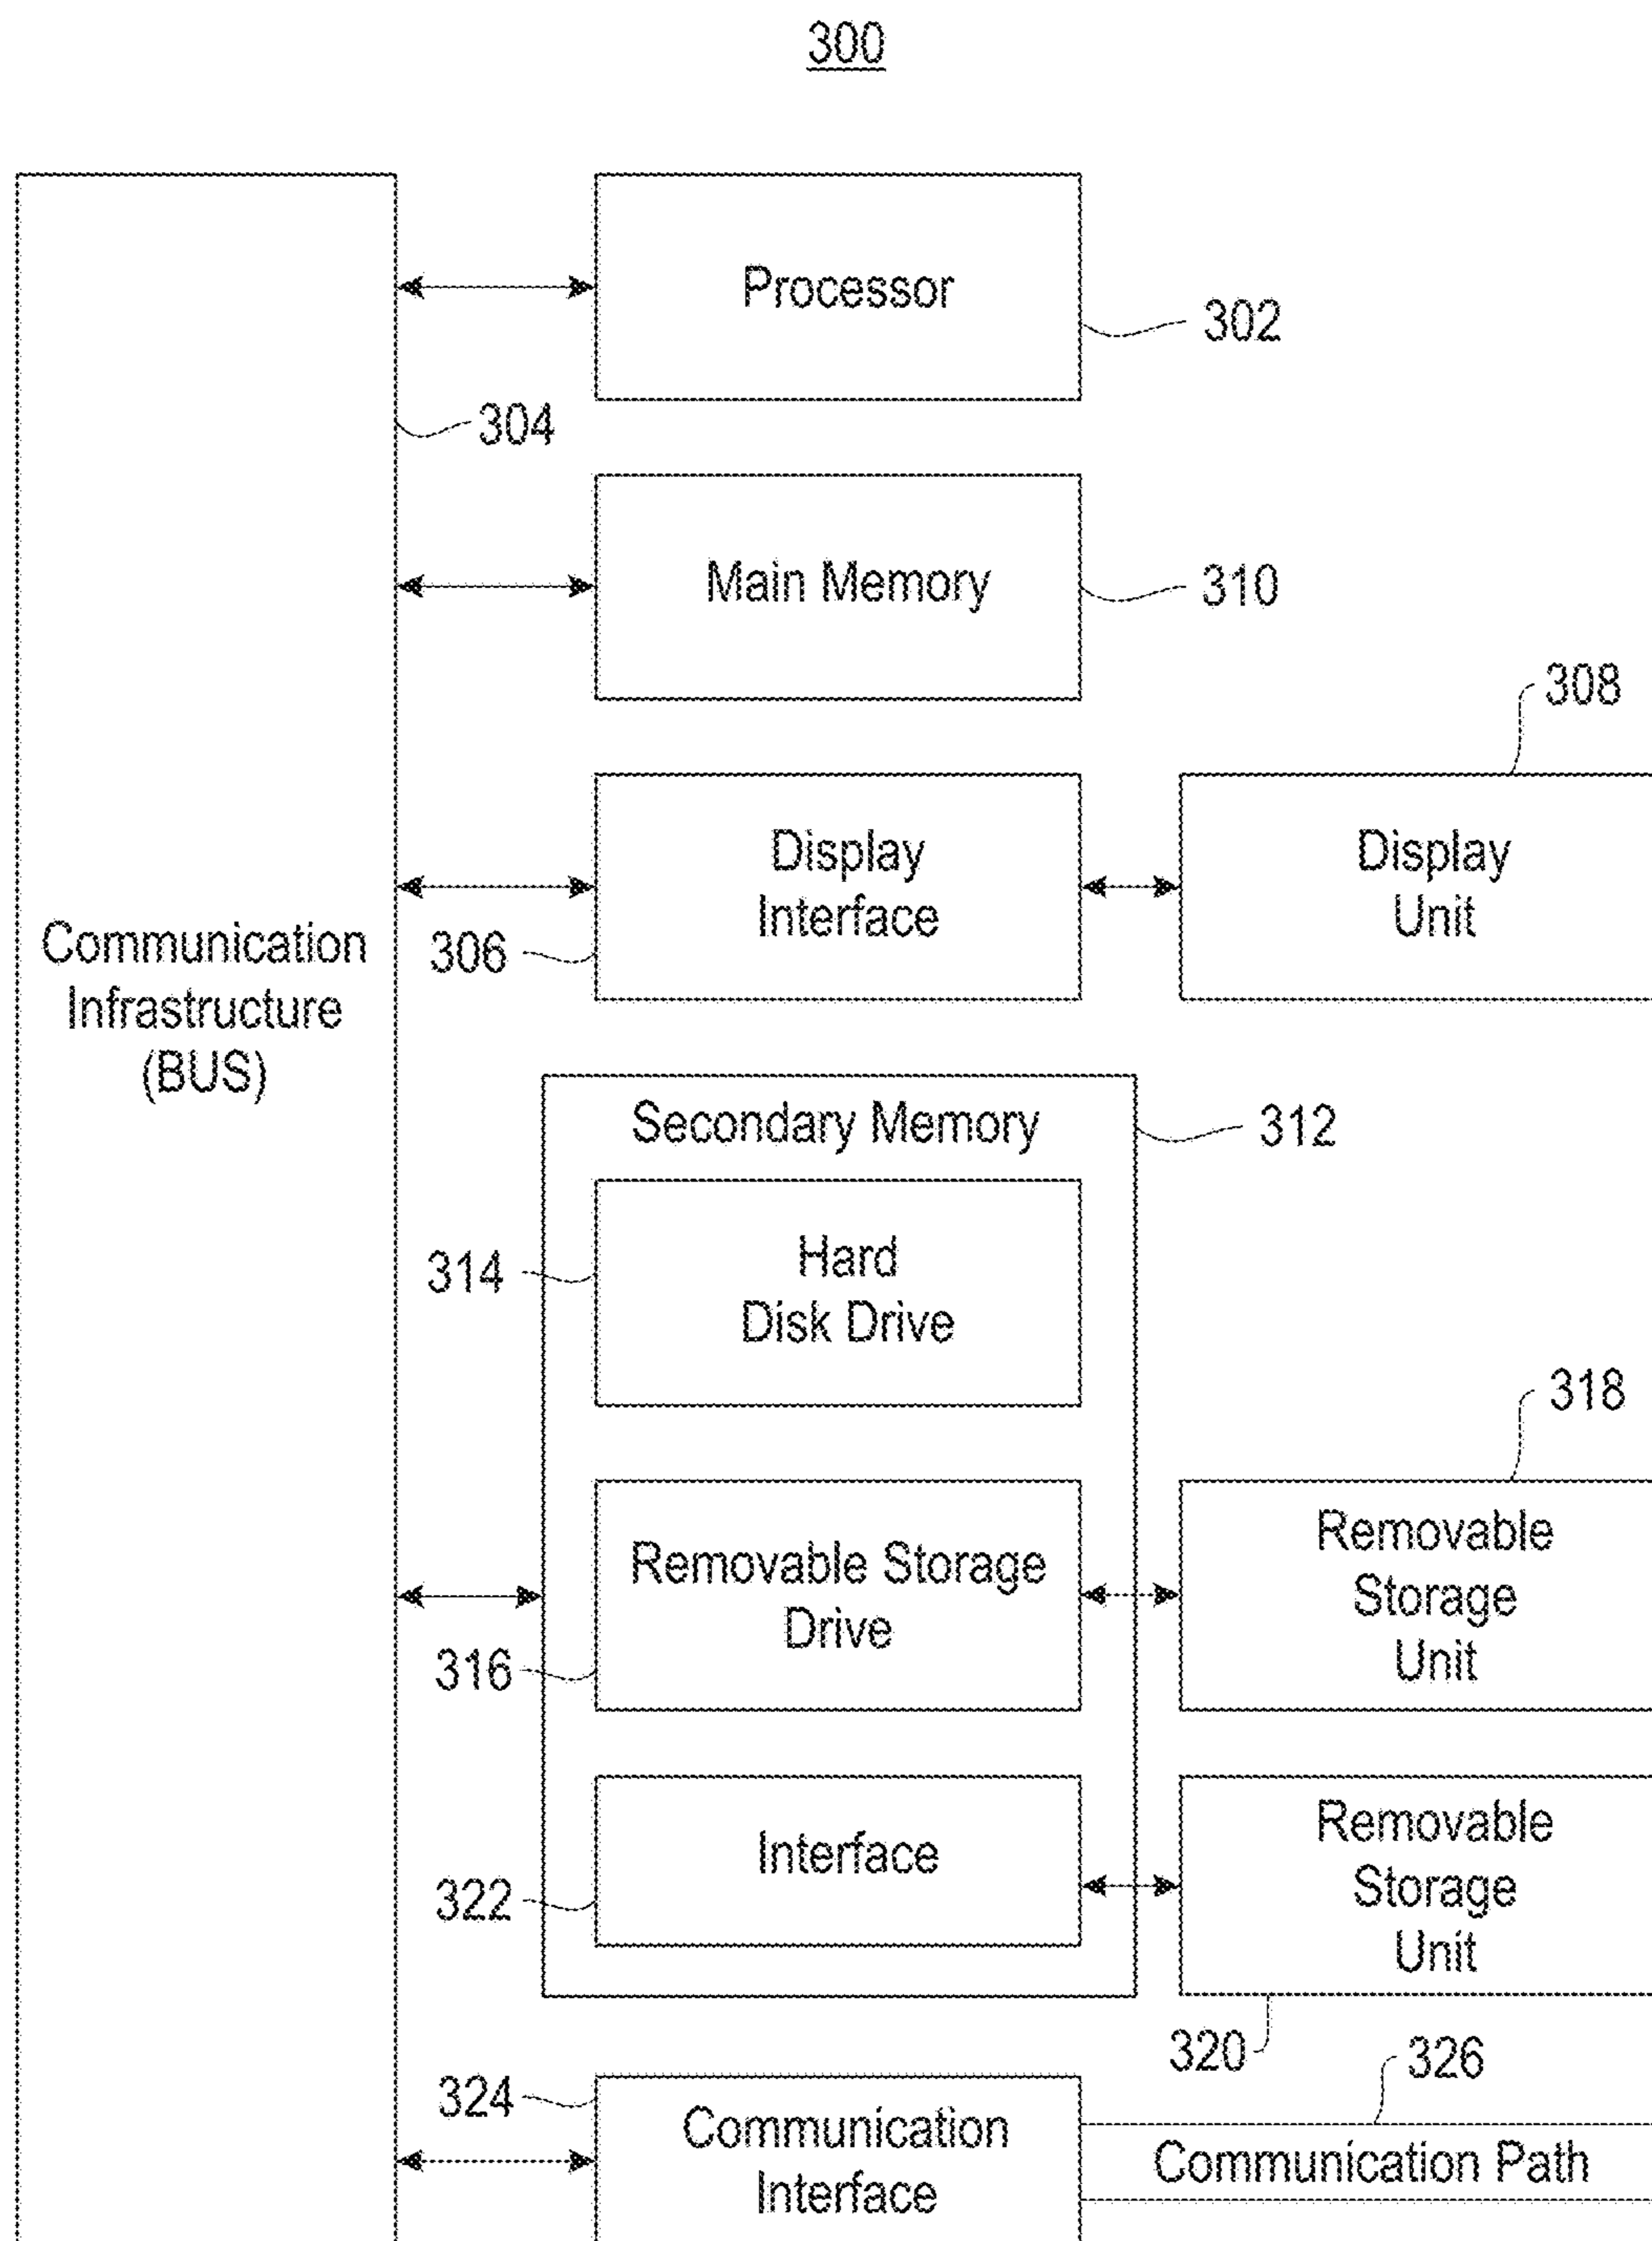 300
Processor
302
304
Main Memory
310
308
Display
Interface
306
Display
Unit
Communication
Infrastructure
(BUS)
Secondary Memory
312
Hard
Disk Drive
314
318
Removable Storage
Drive
316
Removable
Storage
Unit
Interface
322
Removable
Storage
Unit
320
326
324
Communication
Interface
Communication Path